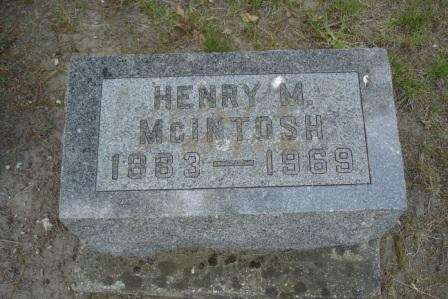 HENRY M.
McINTOSH
1883 — 1969